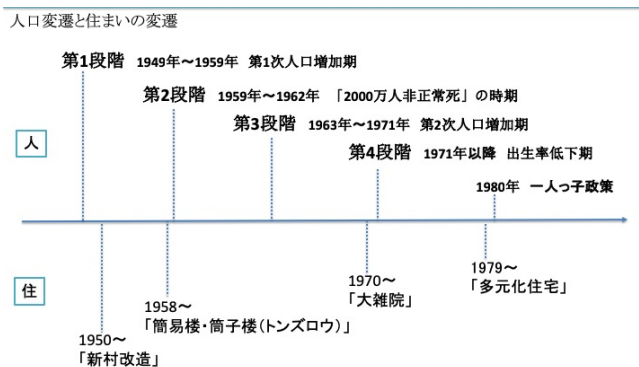 人口変遷と住まいの変遷
第1段階 1949年～1959年 第1次人口増加期
第2段階 1959年～1962年 「2000万人非正常死」の時期
第3段階 1963年～1971年 第2次人口増加期
第4段階 1971年以降 出生率低下期
1980年 一人っ子政策
人
住
1950～
「新村改造」
1958～
「簡易楼・筒子楼(トンズロウ)」
1970～
「大雑院」
1979～
「多元化住宅」